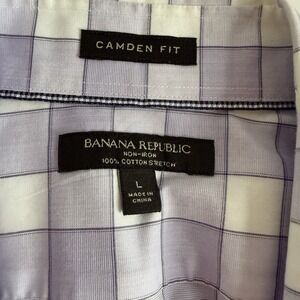 CAMDEN FIT
BANANA REPUBLIC
NON-IRON
100% COTTON STRETCH
L
MADE IN
CHINA